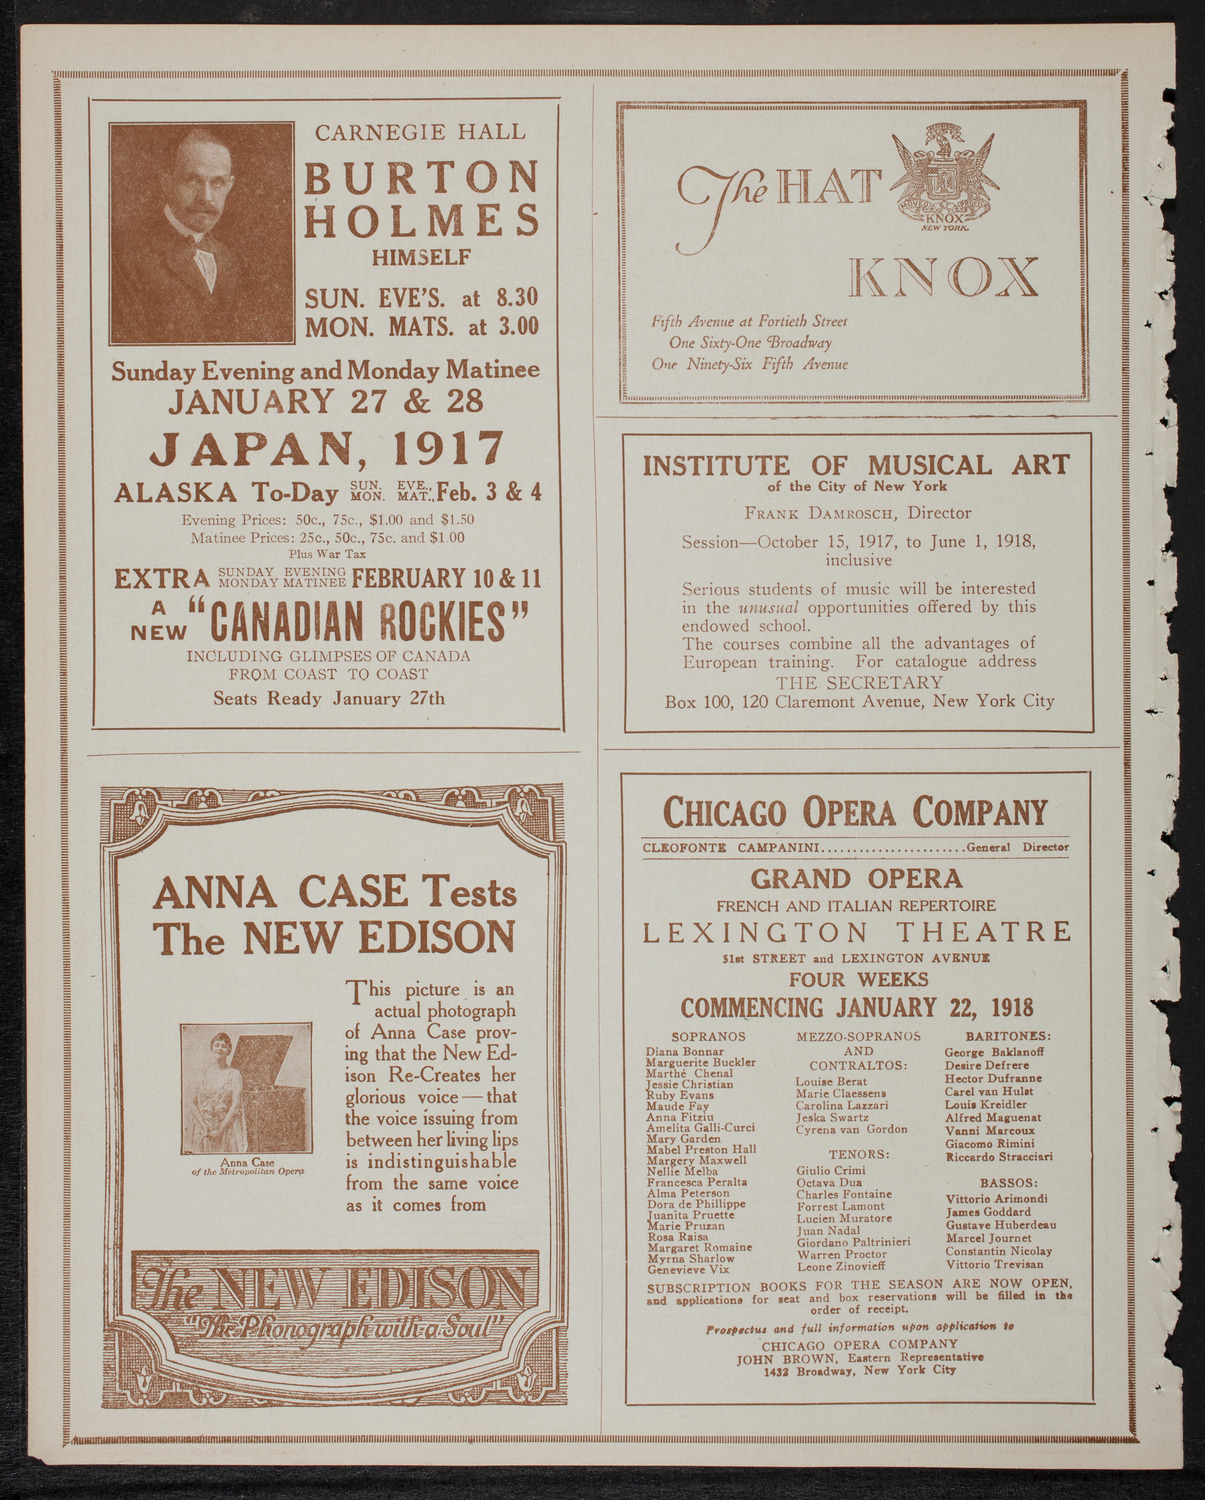 CARNEGIE HALL
BURTON
HOLMES
HIMSELF
SUN. EVE'S. at 8.30
MON. MATS. at 3.00
Sunday Evening and Monday Matinee
JANUARY 27 & 28
JAPAN, 1917
ALASKA To-Day SUN. EVE., MON. MAT., Feb. 3 & 4
Evening Prices: 50c., 75c., $1.00 and $1.50
Matinee Prices: 25c., 50c., 75c. and $1.00
Plus War Tax
EXTRA SUNDAY EVENING MONDAY MATINEE FEBRUARY 10 & 11
A NEW "CANADIAN ROCKIES"
INCLUDING GLIMPSES OF CANADA
FROM COAST TO COAST
Seats Ready January 27th
The HAT
KNOX
NEW YORK.
KNOX
Fifth Avenue at Fortieth Street
One Sixty-One Broadway
One Ninety-Six Fifth Avenue
INSTITUTE OF MUSICAL ART
of the City of New York
FRANK DAMROSCH, Director
Session—October 15, 1917, to June 1, 1918,
inclusive
Serious students of music will be interested
in the unusual opportunities offered by this
endowed school.
The courses combine all the advantages of
European training. For catalogue address
THE SECRETARY
Box 100, 120 Claremont Avenue, New York City
ANNA CASE Tests
The NEW EDISON
This picture is an
actual photograph
of Anna Case prov-
ing that the New Ed-
ison Re-Creates her
glorious voice—that
the voice issuing from
between her living lips
is indistinguishable
from the same voice
as it comes from
Anna Case
of the Metropolitan Opera
The NEW EDISON
"The Phonograph with a Soul"
CHICAGO OPERA COMPANY
CLEOFONTE CAMPANINI.......................General Director
GRAND OPERA
FRENCH AND ITALIAN REPERTOIRE
LEXINGTON THEATRE
51st STREET and LEXINGTON AVENUE
FOUR WEEKS
COMMENCING JANUARY 22, 1918
SOPRANOS
Diana Bonnar
Marguerite Buckler
Marthe Chenal
Jessie Christian
Ruby Evans
Maude Fay
Anna Fitziu
Amelita Galli-Curci
Mary Garden
Mabel Preston Hall
Margery Maxwell
Nellie Melba
Francesca Peralta
Alma Peterson
Dora de Phillippe
Juanita Pruette
Marie Pruzan
Rosa Raisa
Margaret Romaine
Myrna Sharlow
Genevieve Vix
MEZZO-SOPRANOS
AND
CONTRALTOS:
Louise Berat
Marie Claessens
Carolina Lazzari
Jeska Swartz
Cyrena van Gordon
TENORS:
Giulio Crimi
Octava Dua
Charles Fontaine
Forrest Lamont
Lucien Muratore
Juan Nadal
Giordano Paltrinieri
Warren Proctor
Leone Zinovieff
BARITONES:
George Baklanoff
Desire Defrere
Hector Dufranne
Carel van Hulst
Louis Kreidler
Alfred Maguenat
Vanni Marcoux
Giacomo Rimini
Riccardo Stracciari
BASSOS:
Vittorio Arimondi
James Goddard
Gustave Huberdeau
Marcel Journet
Constantin Nicolay
Vittorio Trevisan
SUBSCRIPTION BOOKS FOR THE SEASON ARE NOW OPEN,
and applications for seat and box reservations will be filled in the
order of receipt.
Prospectus and full information upon application to
CHICAGO OPERA COMPANY
JOHN BROWN, Eastern Representative
1432 Broadway, New York City